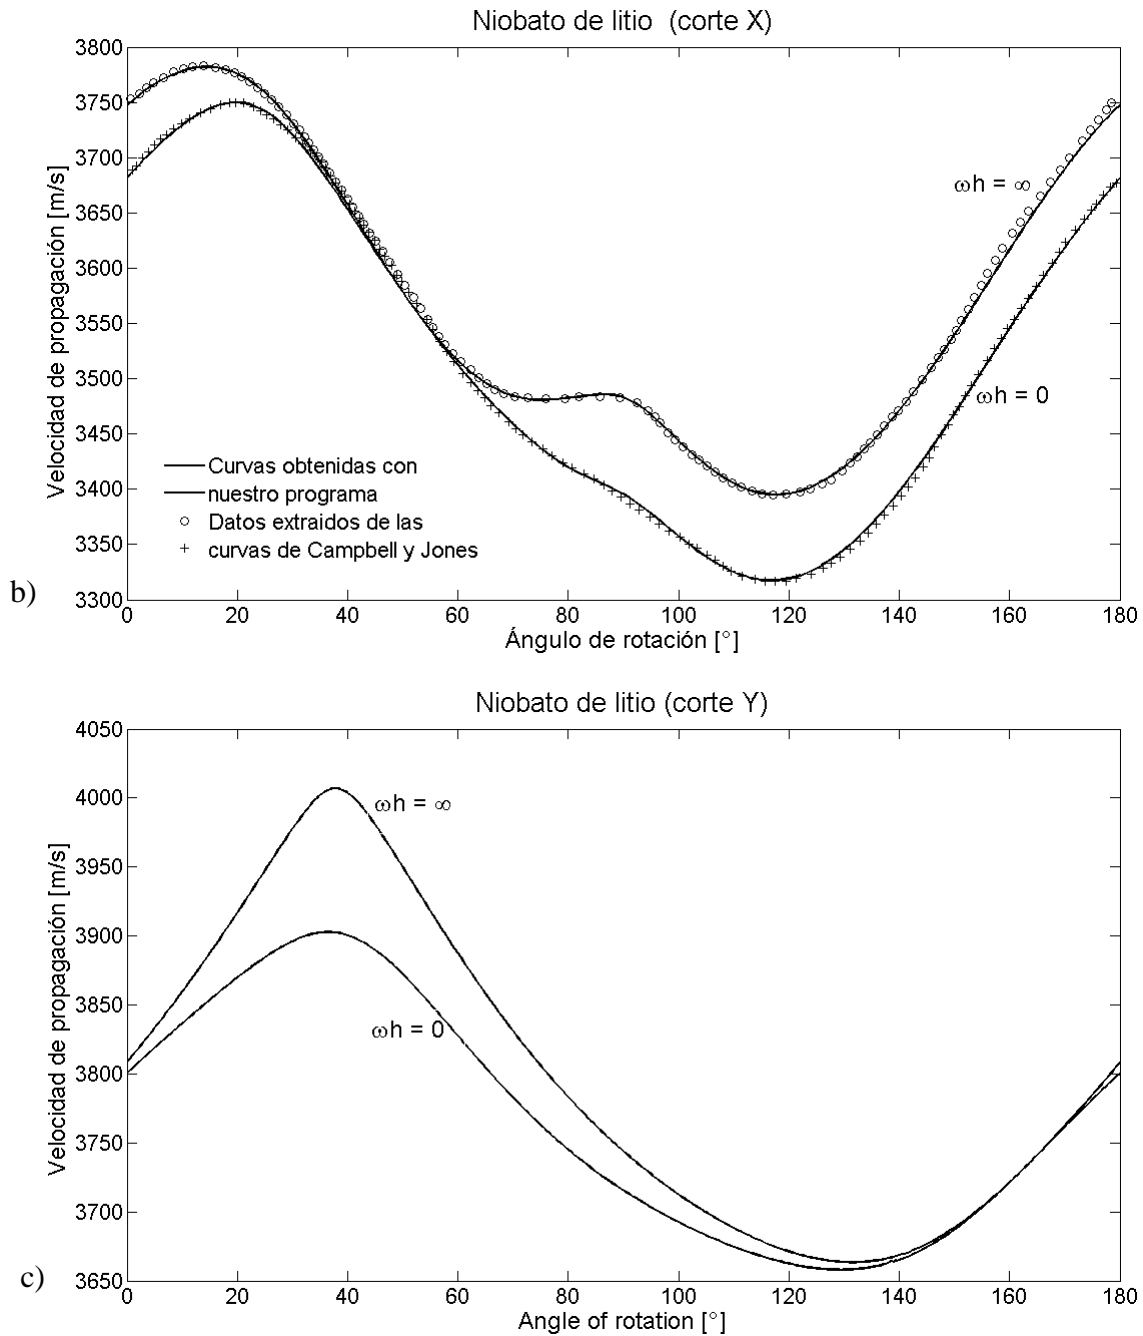 Niobato de litio (corte X)
3800
3750
3700
3650
3600
3550
3500
3450
3400
3350
3300
Velocidad de propagación [m/s]
ωh = ∞
ωh = 0
Curvas obtenidas con
nuestro programa
Datos extraidos de las
curvas de Campbell y Jones
b)
0 20 40 60 80 100 120 140 160 180
Ángulo de rotación [°]
Niobato de litio (corte Y)
4050
4000
3950
3900
3850
3800
3750
3700
3650
Velocidad de propagación [m/s]
ωh = ∞
ωh = 0
c)
0 20 40 60 80 100 120 140 160 180
Angle of rotation [°]